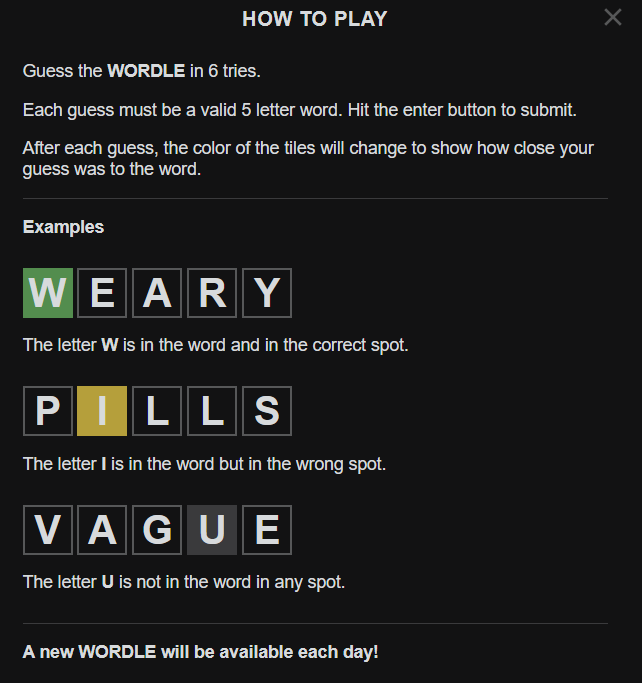 HOW TO PLAY
Guess the WORDLE in 6 tries.
Each guess must be a valid 5 letter word. Hit the enter button to submit.
After each guess, the color of the tiles will change to show how close your
guess was to the word.
Examples
W E A R Y
The letter W is in the word and in the correct spot.
P I L L S
The letter I is in the word but in the wrong spot.
V A G U E
The letter U is not in the word in any spot.
A new WORDLE will be available each day!